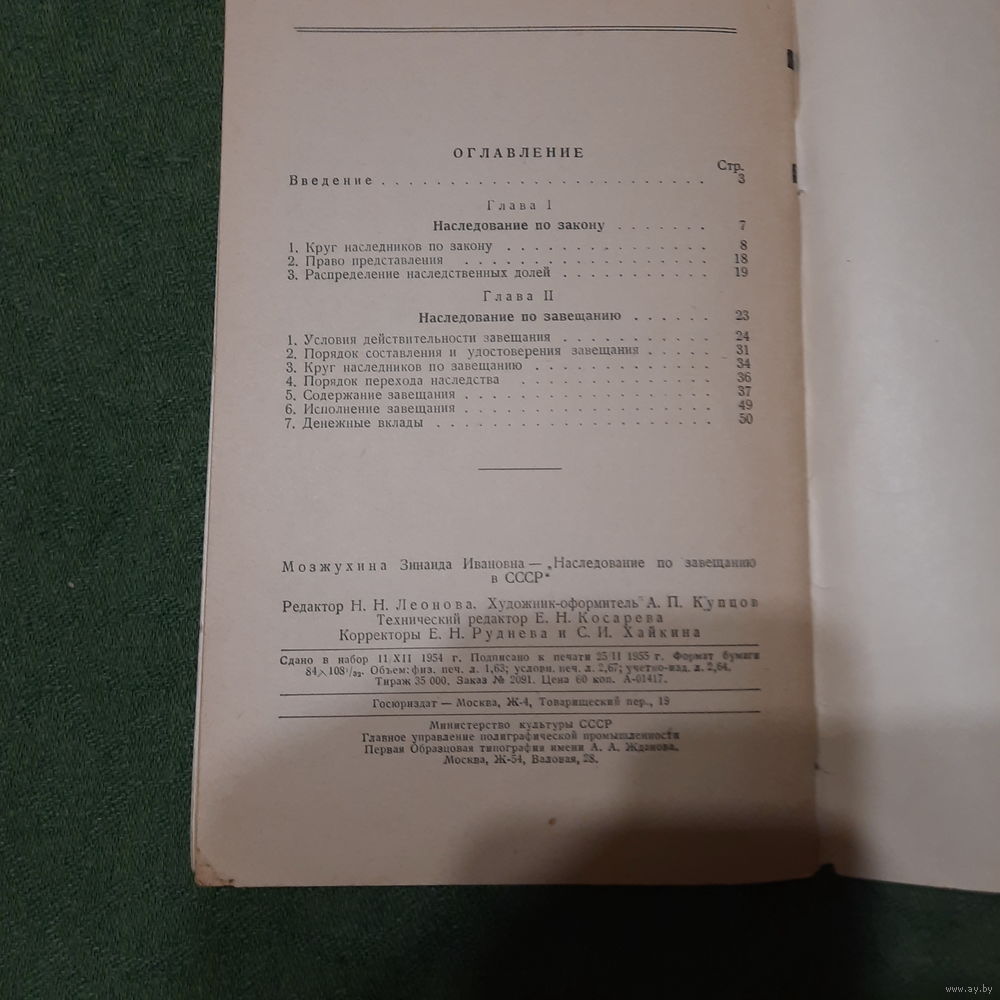 ОГЛАВЛЕНИЕ
Стр.
Введение . . . . . . . . . . . . . . . . . . . . . . . . 3
Глава I
Наследование по закону . . . . . . . 7
1. Круг наследников по закону . . . . . . . . . . . . . . . 8
2. Право представления . . . . . . . . . . . . . . . . . . 18
3. Распределение наследственных долей . . . . . . . . . . . 19
Глава II
Наследование по завещанию . . . . . . 23
1. Условия действительности завещания . . . . . . . . . . . 24
2. Порядок составления и удостоверения завещания . . . . . 31
3. Круг наследников по завещанию . . . . . . . . . . . . . 34
4. Порядок перехода наследства . . . . . . . . . . . . . . 36
5. Содержание завещания . . . . . . . . . . . . . . . . . . 37
6. Исполнение завещания . . . . . . . . . . . . . . . . . . 49
7. Денежные вклады . . . . . . . . . . . . . . . . . . . . 50
Мозжухина Зинаида Ивановна — „Наследование по завещанию
в СССР“
Редактор Н. Н. Леонова. Художник-оформитель А. П. Купцов
Технический редактор Е. Н. Косарева
Корректоры Е. Н. Руднева и С. И. Хайкина
Сдано в набор 11/XII 1954 г. Подписано к печати 25/II 1955 г. Формат бумаги
84×108¹/₃₂. Объем: физ. печ. л. 1,63; условн. печ. л. 2,67; учетно-изд. л. 2,64.
Тираж 35 000. Заказ № 2091. Цена 60 коп. А-01417.
Госюриздат — Москва, Ж-4, Товарищеский пер., 19
Министерство культуры СССР
Главное управление полиграфической промышленности
Первая Образцовая типография имени А. А. Жданова.
Москва, Ж-54, Валовая, 28.
www.ay.by